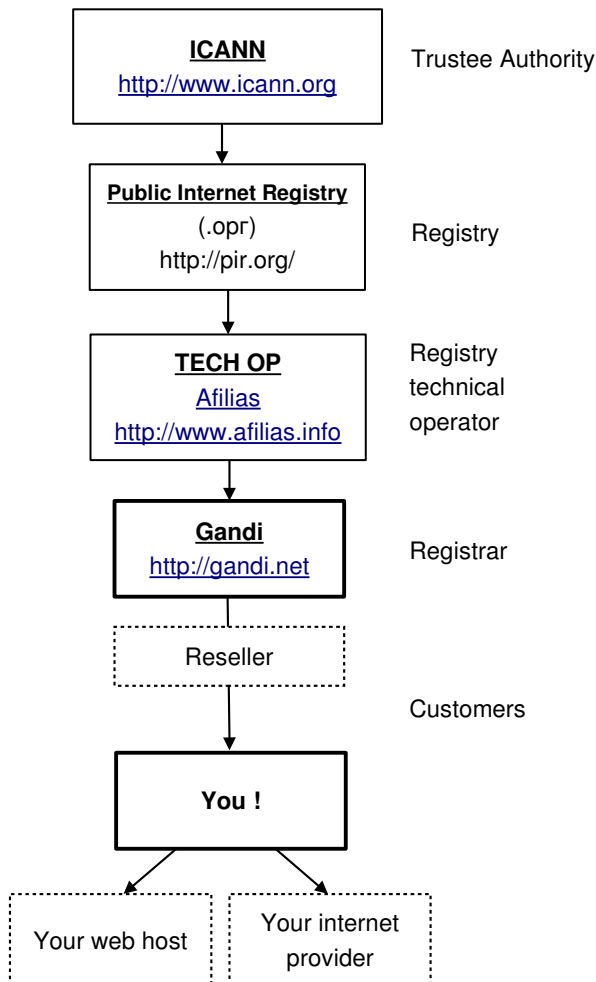 ICANN
http://www.icann.org
Trustee Authority
Public Internet Registry
(.орг)
http://pir.org/
Registry
TECH OP
Afilias
http://www.afilias.info
Registry
technical
operator
Gandi
http://gandi.net
Registrar
Reseller
Customers
You !
Your web host
Your internet
provider